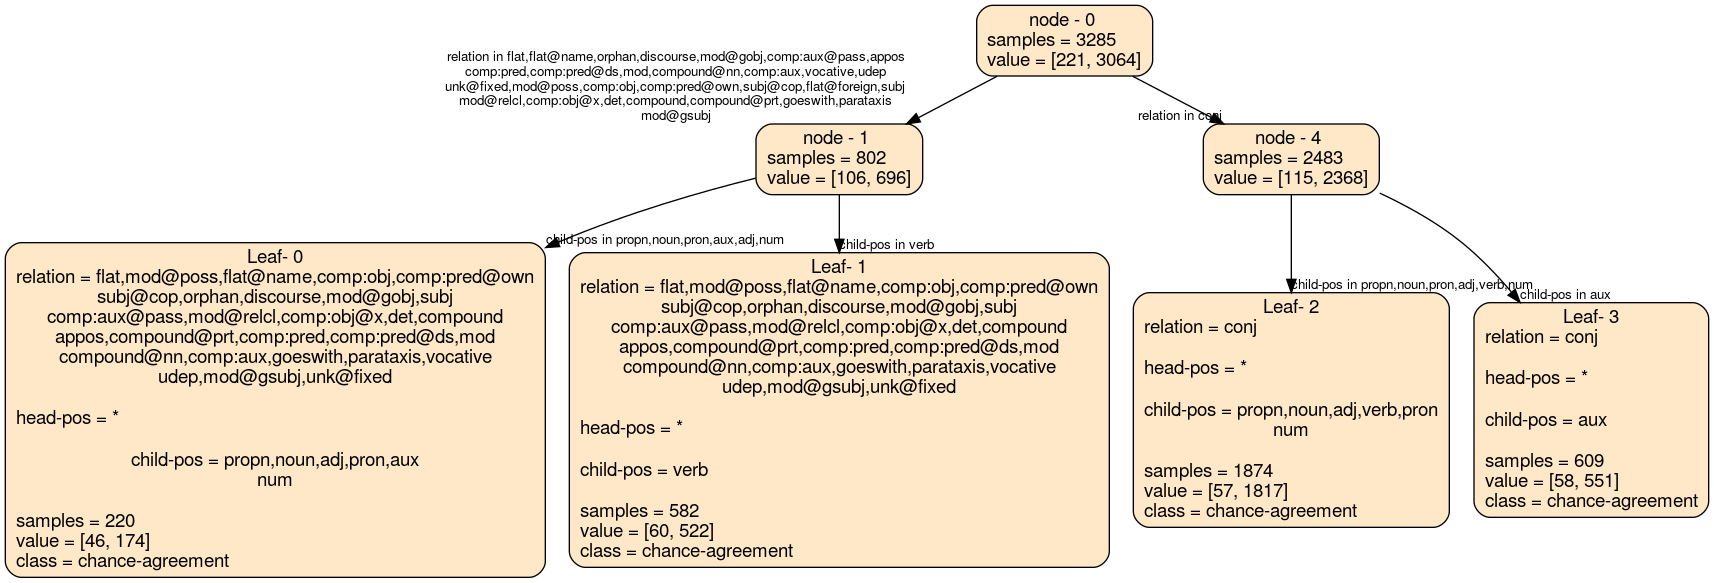 node - 0
samples = 3285
value = [221, 3064]
relation in flat,flat@name,orphan,discourse,mod@gobj,comp:aux@pass,appos
comp:pred,comp:pred@ds,mod,compound@nn,comp:aux,vocative,udep
unk@fixed,mod@poss,comp:obj,comp:pred@own,subj@cop,flat@foreign,subj
mod@relcl,comp:obj@x,det,compound,compound@prt,goeswith,parataxis
mod@gsubj
relation in conj
node - 1
samples = 802
value = [106, 696]
node - 4
samples = 2483
value = [115, 2368]
child-pos in propn,noun,pron,aux,adj,num
child-pos in verb
child-pos in propn,noun,pron,adj,verb,num
child-pos in aux
Leaf- 0
relation = flat,mod@poss,flat@name,comp:obj,comp:pred@own
subj@cop,orphan,discourse,mod@gobj,subj
comp:aux@pass,mod@relcl,comp:obj@x,det,compound
appos,compound@prt,comp:pred,comp:pred@ds,mod
compound@nn,comp:aux,goeswith,parataxis,vocative
udep,mod@gsubj,unk@fixed
head-pos = *
child-pos = propn,noun,adj,pron,aux
num
samples = 220
value = [46, 174]
class = chance-agreement
Leaf- 1
relation = flat,mod@poss,flat@name,comp:obj,comp:pred@own
subj@cop,orphan,discourse,mod@gobj,subj
comp:aux@pass,mod@relcl,comp:obj@x,det,compound
appos,compound@prt,comp:pred,comp:pred@ds,mod
compound@nn,comp:aux,goeswith,parataxis,vocative
udep,mod@gsubj,unk@fixed
head-pos = *
child-pos = verb
samples = 582
value = [60, 522]
class = chance-agreement
Leaf- 2
relation = conj
head-pos = *
child-pos = propn,noun,adj,verb,pron
num
samples = 1874
value = [57, 1817]
class = chance-agreement
Leaf- 3
relation = conj
head-pos = *
child-pos = aux
samples = 609
value = [58, 551]
class = chance-agreement